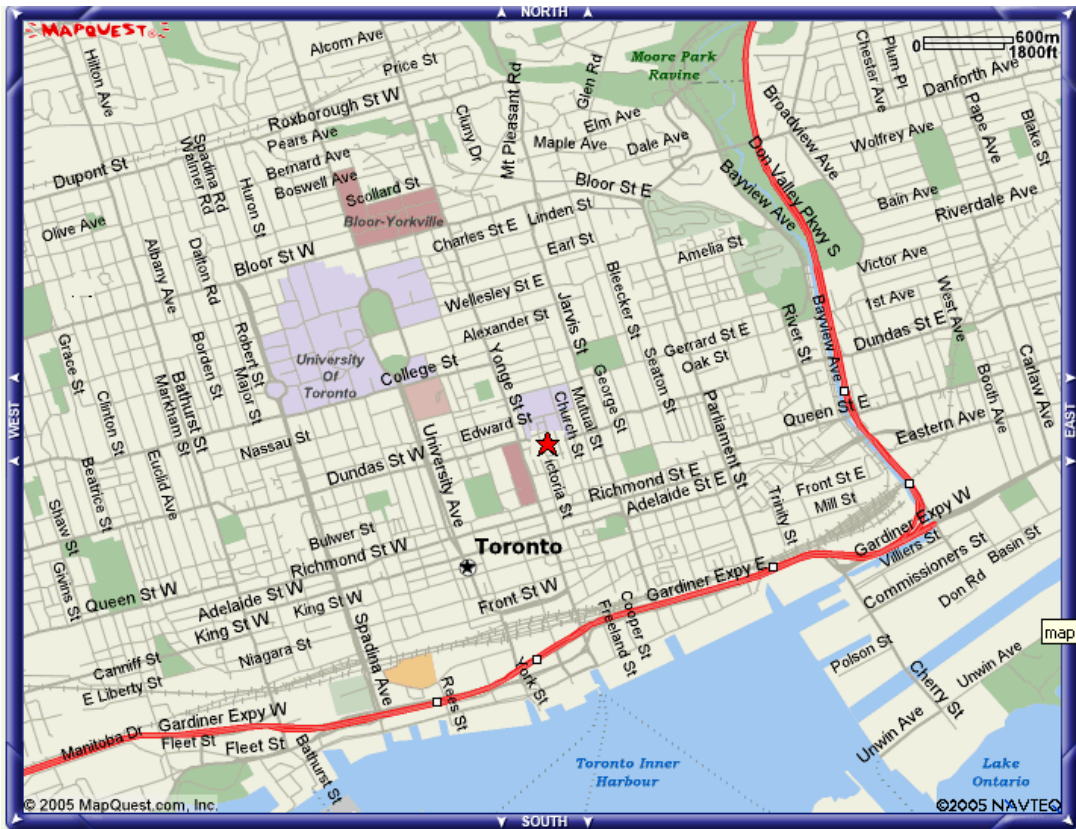 NORTH
MAPQUEST
600m
1800ft
Alcorn Ave
Price St
Hilton Ave
Moore Park
Ravine
Glen Rd
Plum Pl
Chester Ave
Danforth Ave
Mt Pleasant Rd
Roxborough St W
Pears Ave
Cluny Dr
Elm Ave
Maple Ave
Dale Ave
Broadview Ave
Wolfrey Ave
Pape Ave
Blake St
Dupont St
Spadina Rd
Walmer Rd
Bernard Ave
Boswell Ave
Huron St
Scollard St
Bloor St E
Bayview Ave
Don Valley Pkwy S
Bain Ave
Riverdale Ave
Olive Ave
Bloor-Yorkville
Linden St
Charles St E
Earl St
Amelia St
Victor Ave
Albany Ave
Dalton Rd
Bloor St W
Wellesley St E
Bleecker St
Jarvis St
Alexander St
River St
Bayview Ave
1st Ave
West Ave
Dundas St E
Gerrard St E
Oak St
Grace St
Clinton St
Borden St
Bathurst St
Markham St
Robert St
Major St
University
Of
Toronto
College St
Yonge St
Seaton St
George St
Mutual St
Church St
Parliament St
Queen St E
Booth Ave
Carlaw Ave
Eastern Ave
WEST
EAST
Nassau St
Edward St
Dundas St W
University Ave
Victoria St
Richmond St E
Adelaide St E
Front St E
Mill St
Trinity St
Beatrice St
Euclid Ave
Shaw St
Givins St
Bulwer St
Richmond St W
Toronto
Gardiner Expy W
Villiers St
Commissioners St
Basin St
Don Rd
Queen St W
Adelaide St W
King St W
King St W
Front St W
Gardiner Expy E
Cooper St
Freeland St
map
Canniff St
Niagara St
E Liberty St
Spadina Ave
York St
Rees St
Polson St
Cherry St
Unwin Ave
Unwin Ave
Gardiner Expy W
Manitoba Dr
Fleet St
Fleet St
Bathurst St
Toronto Inner
Harbour
Lake
Ontario
© 2005 MapQuest.com, Inc.
©2005 NAVTEQ
SOUTH